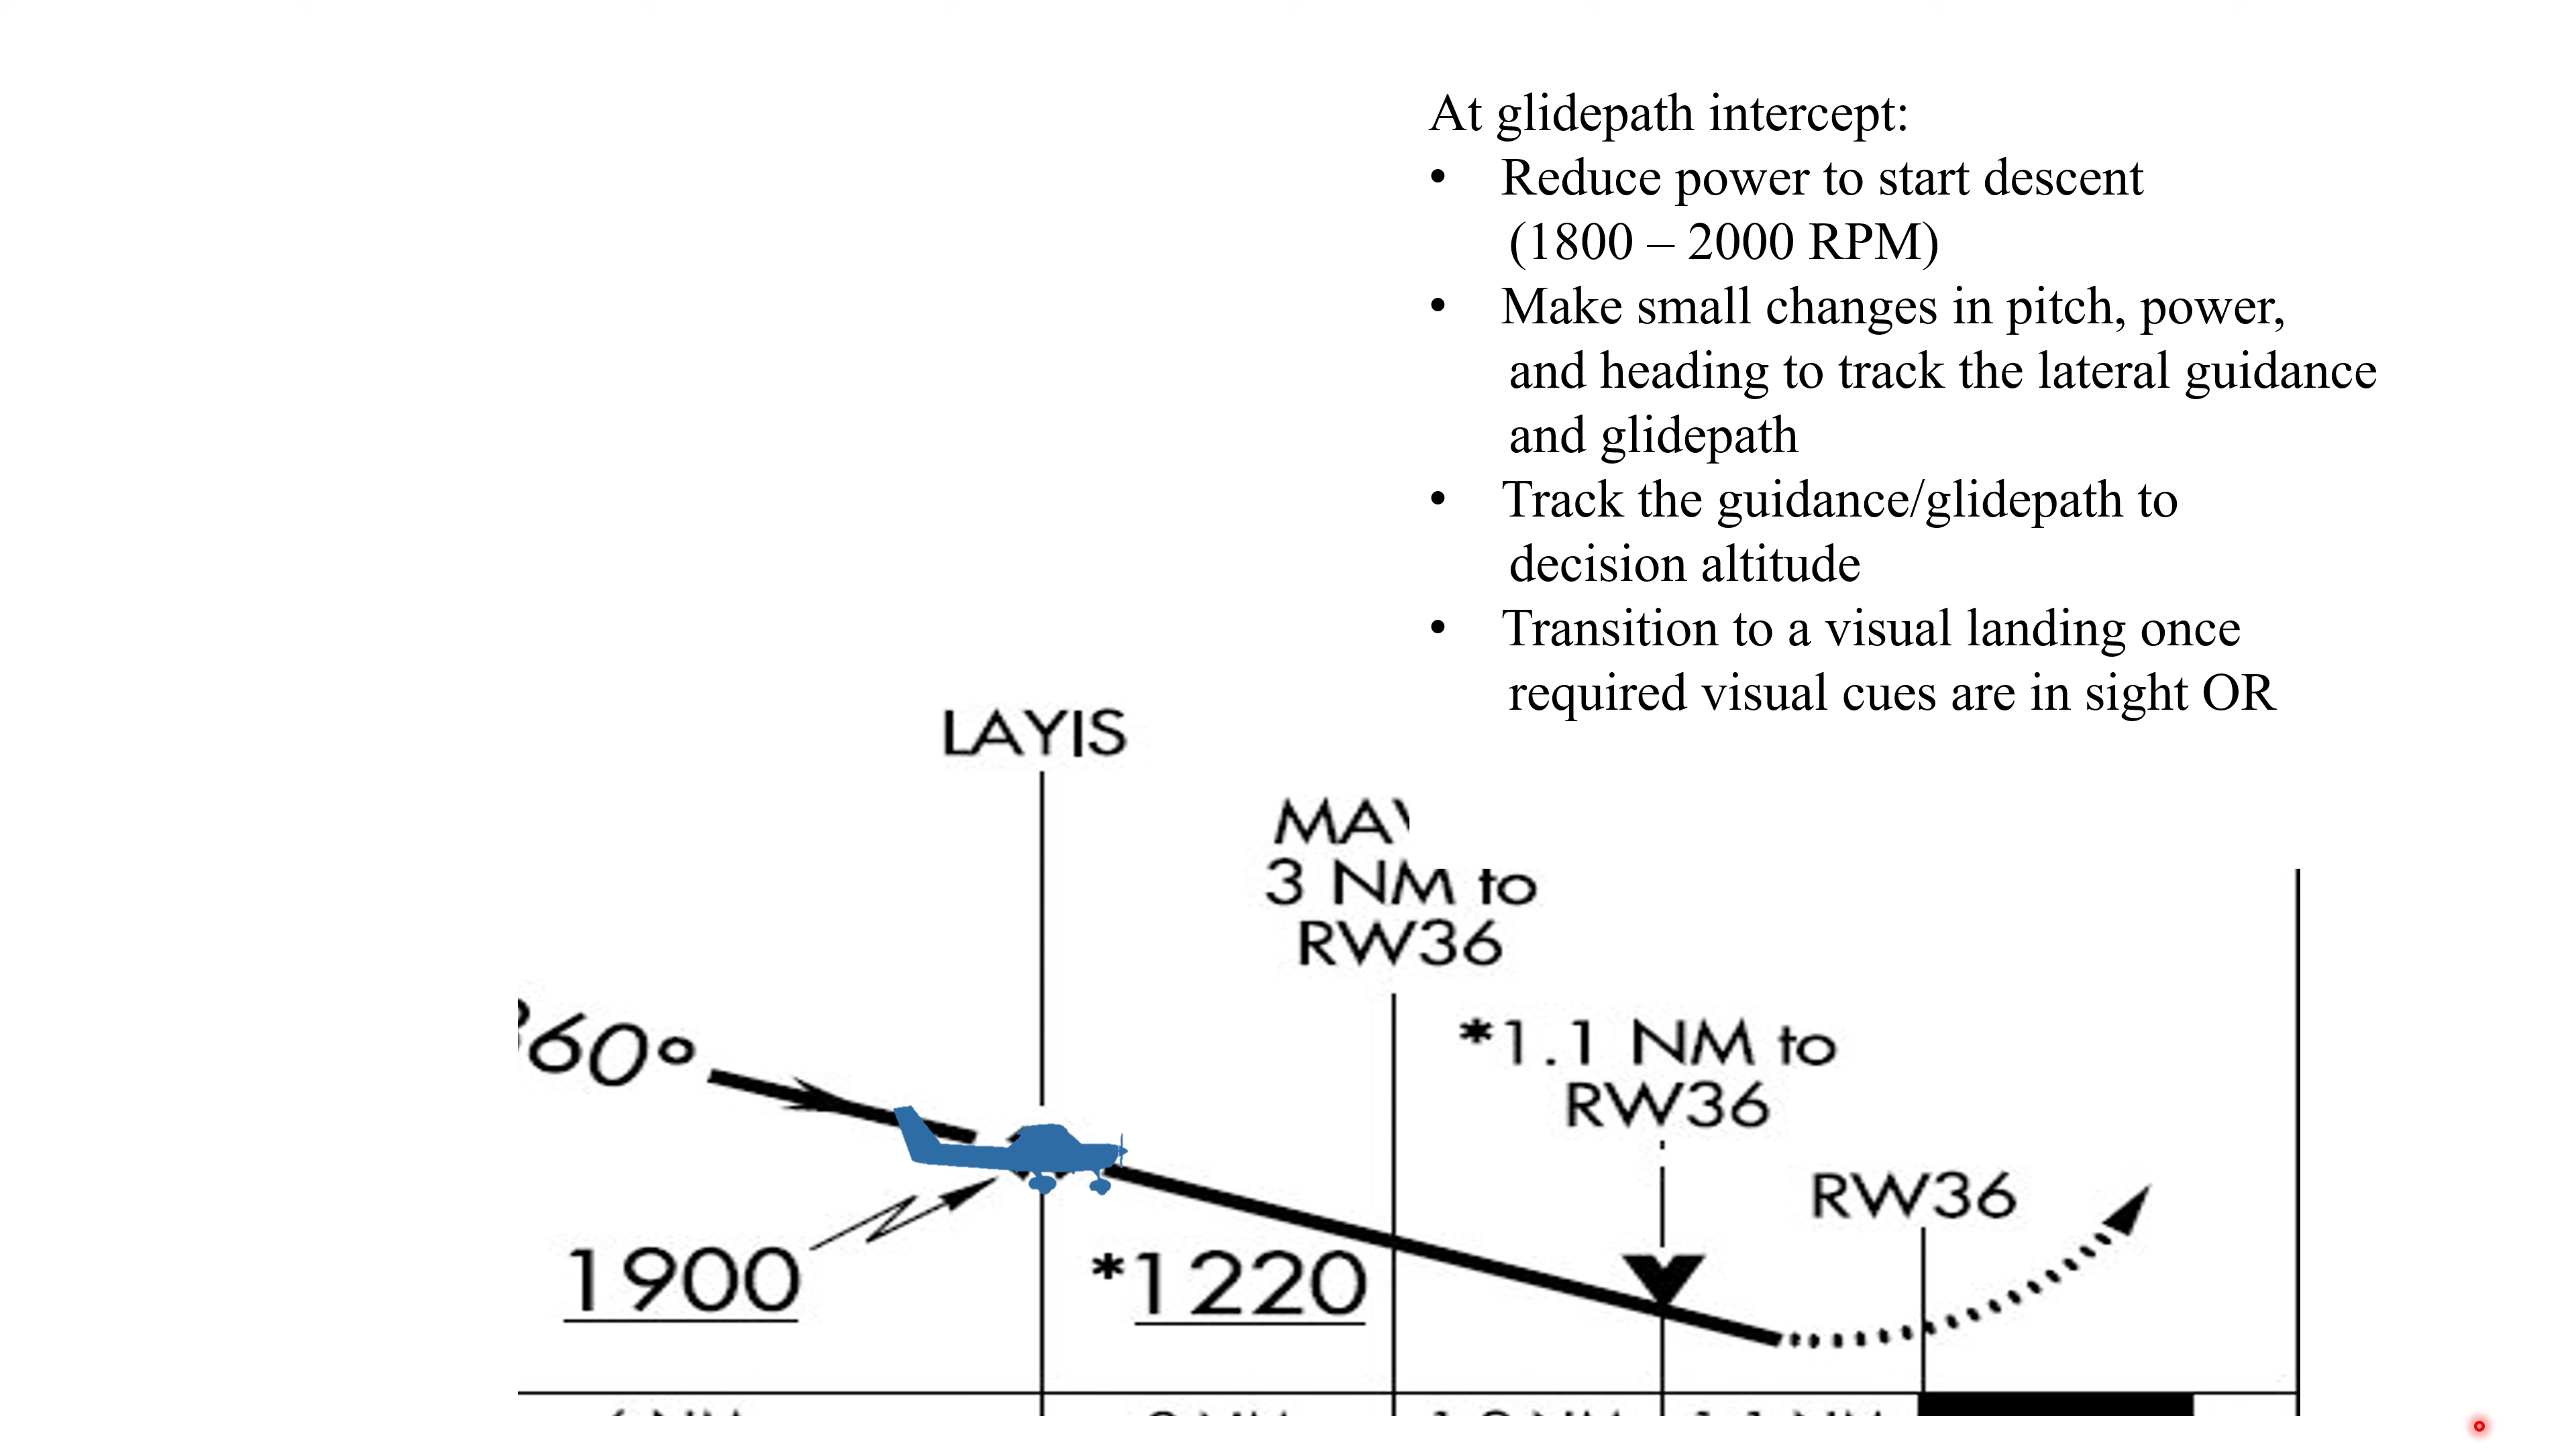 At glidepath intercept:
• Reduce power to start descent
(1800 – 2000 RPM)
• Make small changes in pitch, power,
and heading to track the lateral guidance
and glidepath
• Track the guidance/glidepath to
decision altitude
• Transition to a visual landing once
required visual cues are in sight OR
LAYIS
3 NM to
RW36
*1.1 NM to
RW36
RW36
60°
1900
*1220